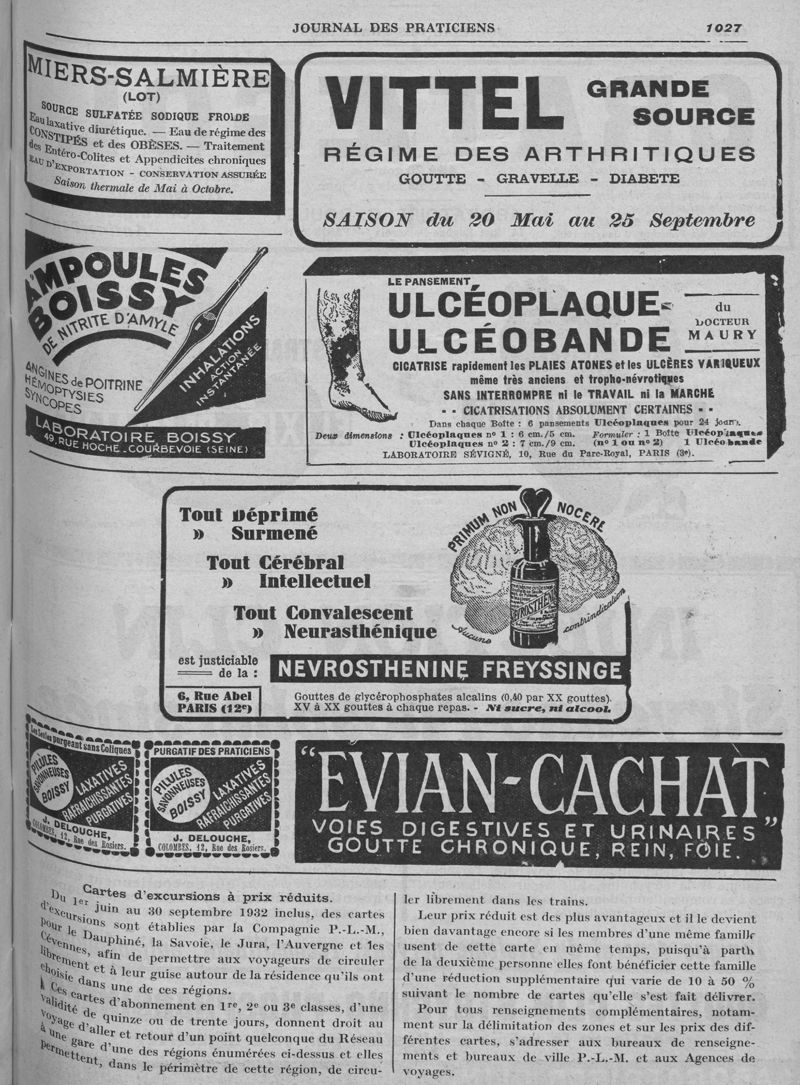 JOURNAL DES PRATICIENS 1027
MIERS-SALMIÈRE
(LOT)
SOURCE SULFATÉE SODIQUE FROIDE
Eau laxative diurétique. — Eau de régime des
CONSTIPÉS et des OBÈSES. — Traitement
des Entéro-Colites et Appendicites chroniques
EAU D'EXPORTATION - CONSERVATION ASSURÉE
Saison thermale de Mai à Octobre.
VITTEL GRANDE
SOURCE
RÉGIME DES ARTHRITIQUES
GOUTTE - GRAVELLE - DIABETE
SAISON du 20 Mai au 25 Septembre
AMPOULES
BOISSY
DE NITRITE D'AMYLE
INHALATIONS
ACTION
INSTANTANÉE
ANGINES de POITRINE
HÉMOPTYSIES
SYNCOPES
LABORATOIRE BOISSY
49, RUE HOCHE - COURBEVOIE (SEINE)
LE PANSEMENT
ULCÉOPLAQUE-
ULCÉOBANDE
du
DOCTEUR
MAURY
CICATRISE rapidement les PLAIES ATONES et les ULCÈRES VARIQUEUX
même très anciens et tropho-névrotiques
SANS INTERROMPRE ni le TRAVAIL ni la MARCHE
- - CICATRISATIONS ABSOLUMENT CERTAINES - -
Dans chaque Boîte : 6 pansements Ulcéoplaques pour 24 jours.
Deux dimensions : Ulcéoplaques nº 1 : 6 cm./5 cm. Formuler : 1 Boîte Ulcéoplaques
Ulcéoplaques nº 2 : 7 cm./9 cm. (nº 1 ou nº 2) 1 Ulcéobande
LABORATOIRE SÉVIGNÉ, 10, Rue du Parc-Royal, PARIS (3e).
Tout Déprimé
» Surmené
Tout Cérébral
» Intellectuel
Tout Convalescent
» Neurasthénique
PRIMUM NON NOCERE
Aucune contrindication
est justiciable
de la :
NEVROSTHENINE FREYSSINGE
6, Rue Abel
PARIS (12e)
Gouttes de glycérophosphates alcalins (0,40 par XX gouttes).
XV à XX gouttes à chaque repas. - Ni sucre, ni alcool.
Les Seules purgeant sans Coliques
PILULES
SAVONNEUSES
BOISSY
LAXATIVES
RAFRAICHISSANTES
PURGATIVES
J. DELOUCHE,
COLOMBES, 12, Rue des Rosiers.
PURGATIF DES PRATICIENS
PILULES
SAVONNEUSES
BOISSY
LAXATIVES
RAFRAICHISSANTES
PURGATIVES
J. DELOUCHE,
COLOMBES, 12, Rue des Rosiers.
"EVIAN-CACHAT"
VOIES DIGESTIVES ET URINAIRES
GOUTTE CHRONIQUE, REIN, FOIE.
Cartes d'excursions à prix réduits.
Du 1er juin au 30 septembre 1932 inclus, des cartes
d'excursions sont établies par la Compagnie P.-L.-M.,
pour le Dauphiné, la Savoie, le Jura, l'Auvergne et les
Cévennes, afin de permettre aux voyageurs de circuler
librement et à leur guise autour de la résidence qu'ils ont
choisie dans une de ces régions.
Ces cartes d'abonnement en 1re, 2e ou 3e classes, d'une
validité de quinze ou de trente jours, donnent droit au
voyage d'aller et retour d'un point quelconque du Réseau
à une gare d'une des régions énumérées ci-dessus et elles
permettent, dans le périmètre de cette région, de circu-
ler librement dans les trains.
Leur prix réduit est des plus avantageux et il le devient
bien davantage encore si les membres d'une même famille
usent de cette carte en même temps, puisqu'à partir
de la deuxième personne elles font bénéficier cette famille
d'une réduction supplémentaire qui varie de 10 à 50 %
suivant le nombre de cartes qu'elle s'est fait délivrer.
Pour tous renseignements complémentaires, notam-
ment sur la délimitation des zones et sur les prix des dif-
férentes cartes, s'adresser aux bureaux de renseigne-
ments et bureaux de ville P.-L.-M. et aux Agences de
voyages.